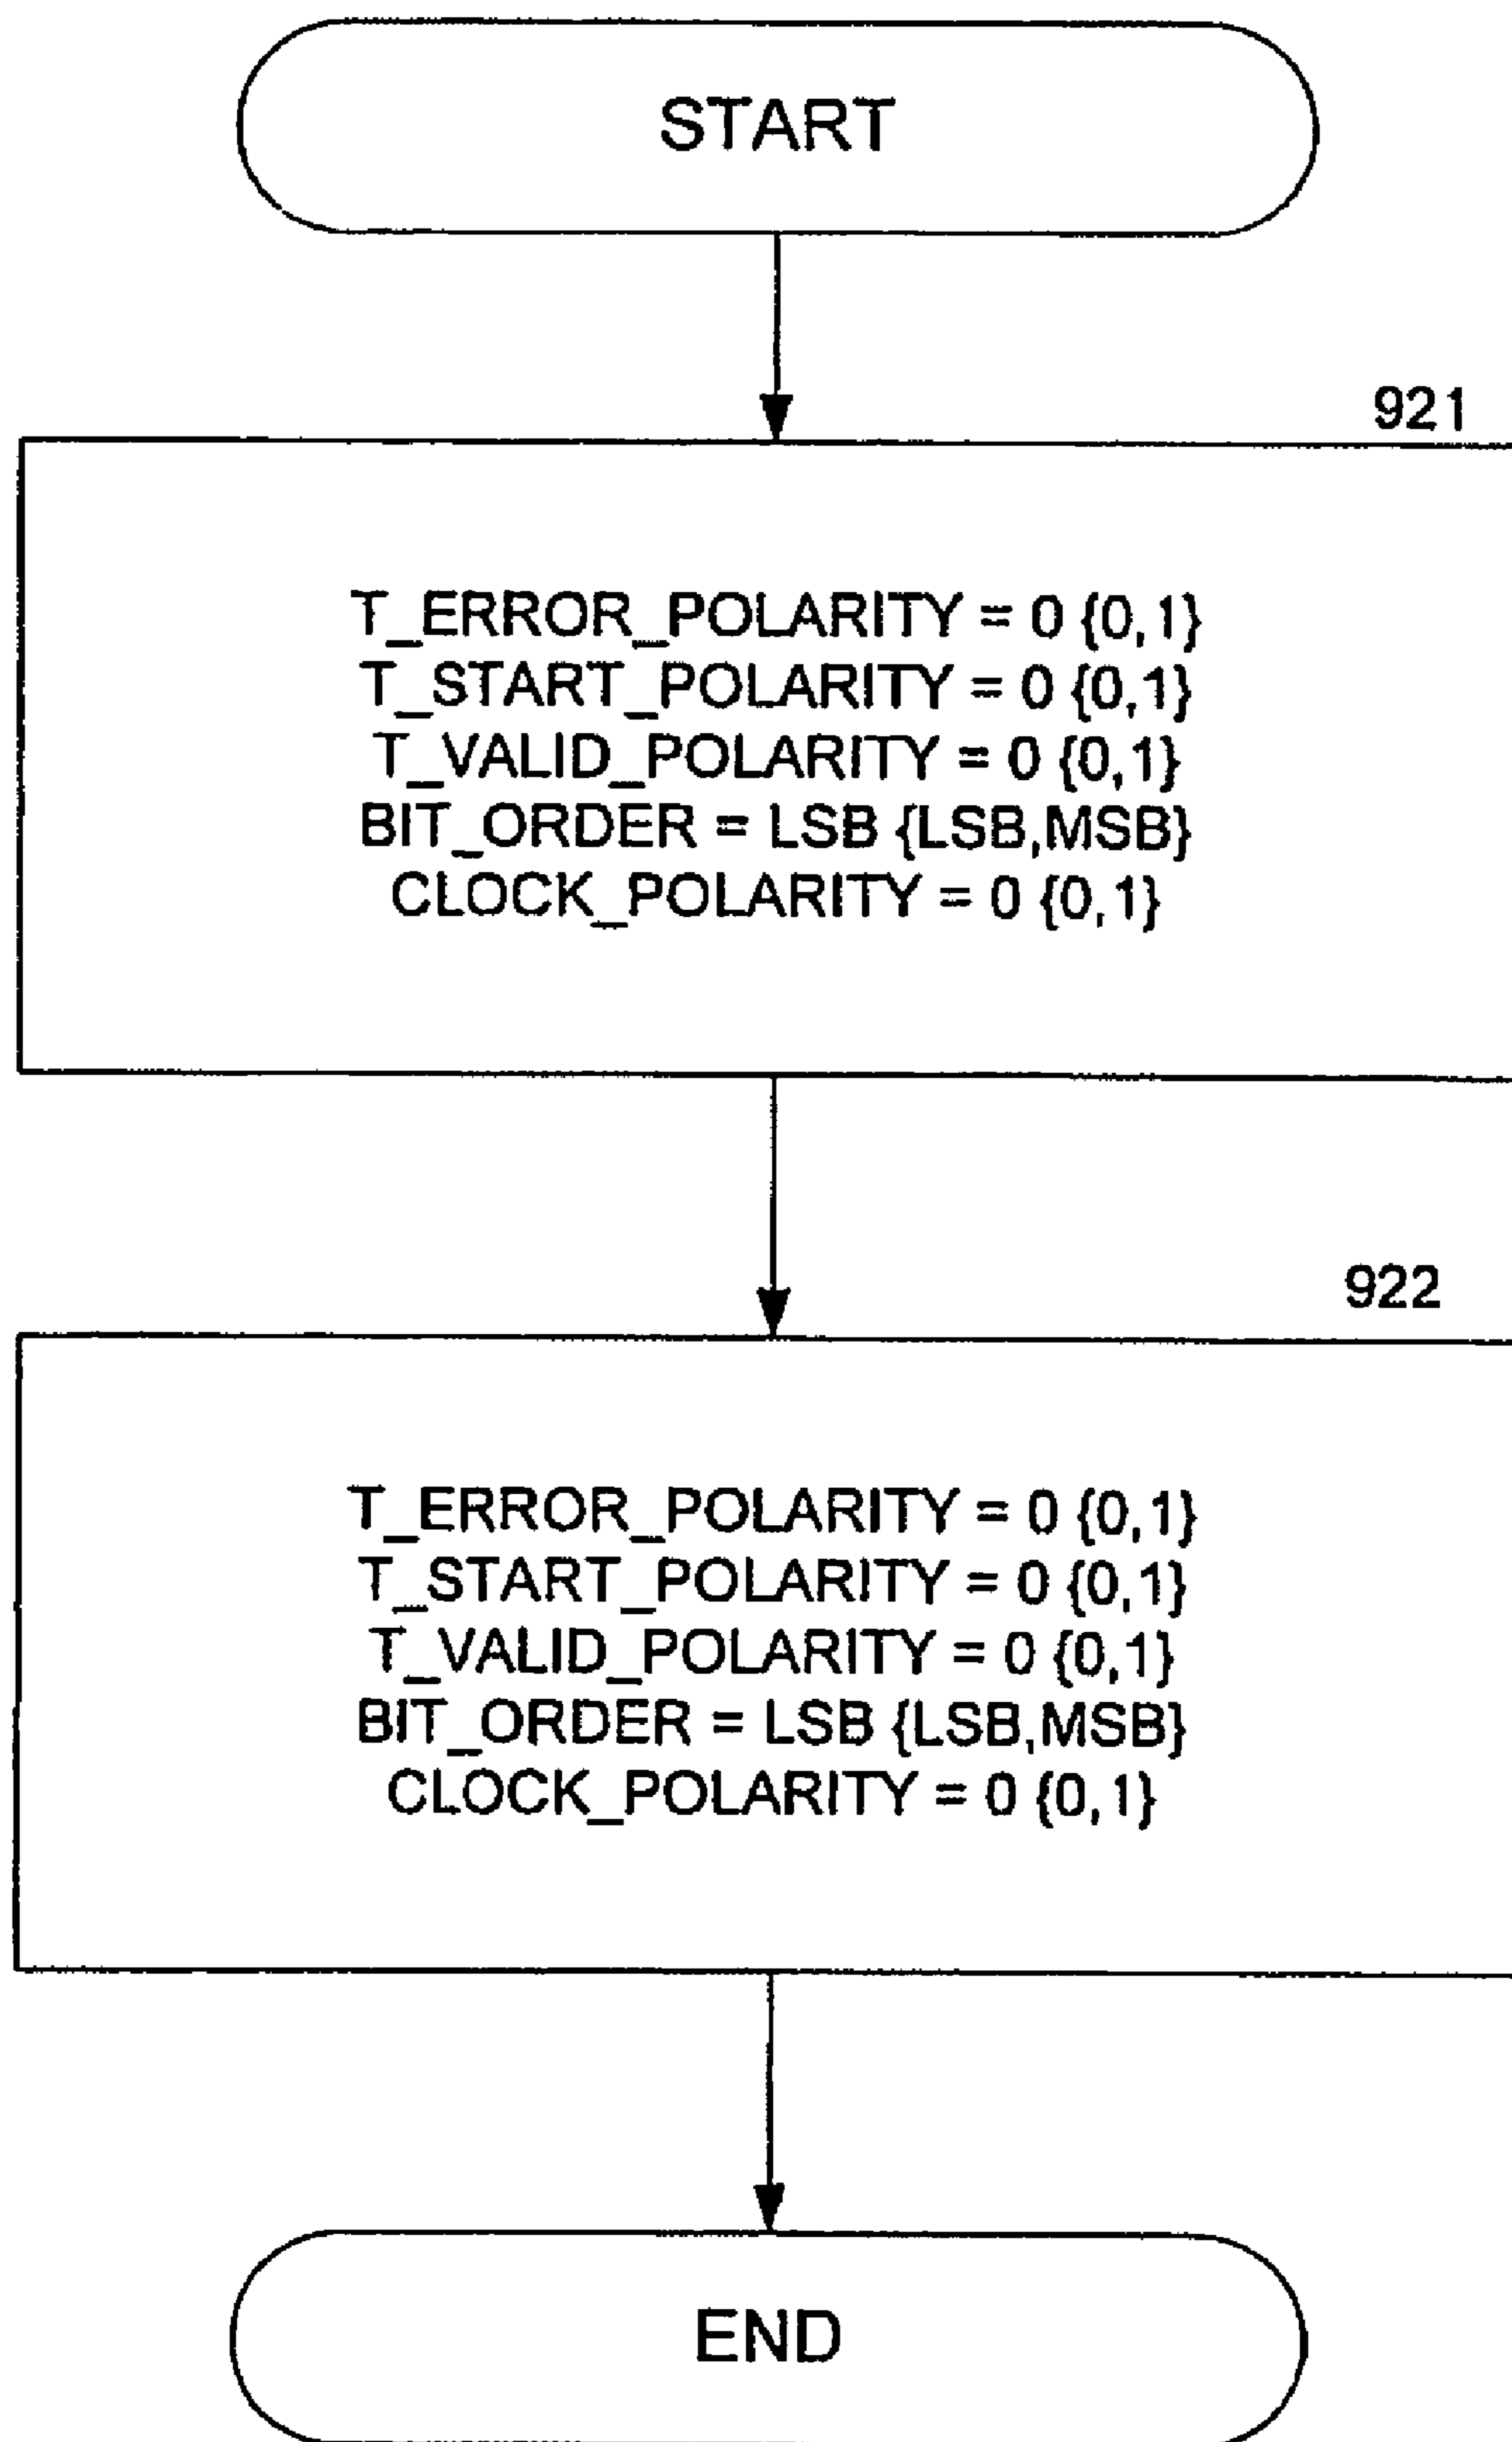 START
921
T_ERROR_POLARITY = 0 {0,1}
T_START_POLARITY = 0 {0,1}
T_VALID_POLARITY = 0 {0,1}
BIT_ORDER = LSB {LSB,MSB}
CLOCK_POLARITY = 0 {0,1}
922
T_ERROR_POLARITY = 0 {0,1}
T_START_POLARITY = 0 {0,1}
T_VALID_POLARITY = 0 {0,1}
BIT_ORDER = LSB {LSB,MSB}
CLOCK_POLARITY = 0 {0,1}
END